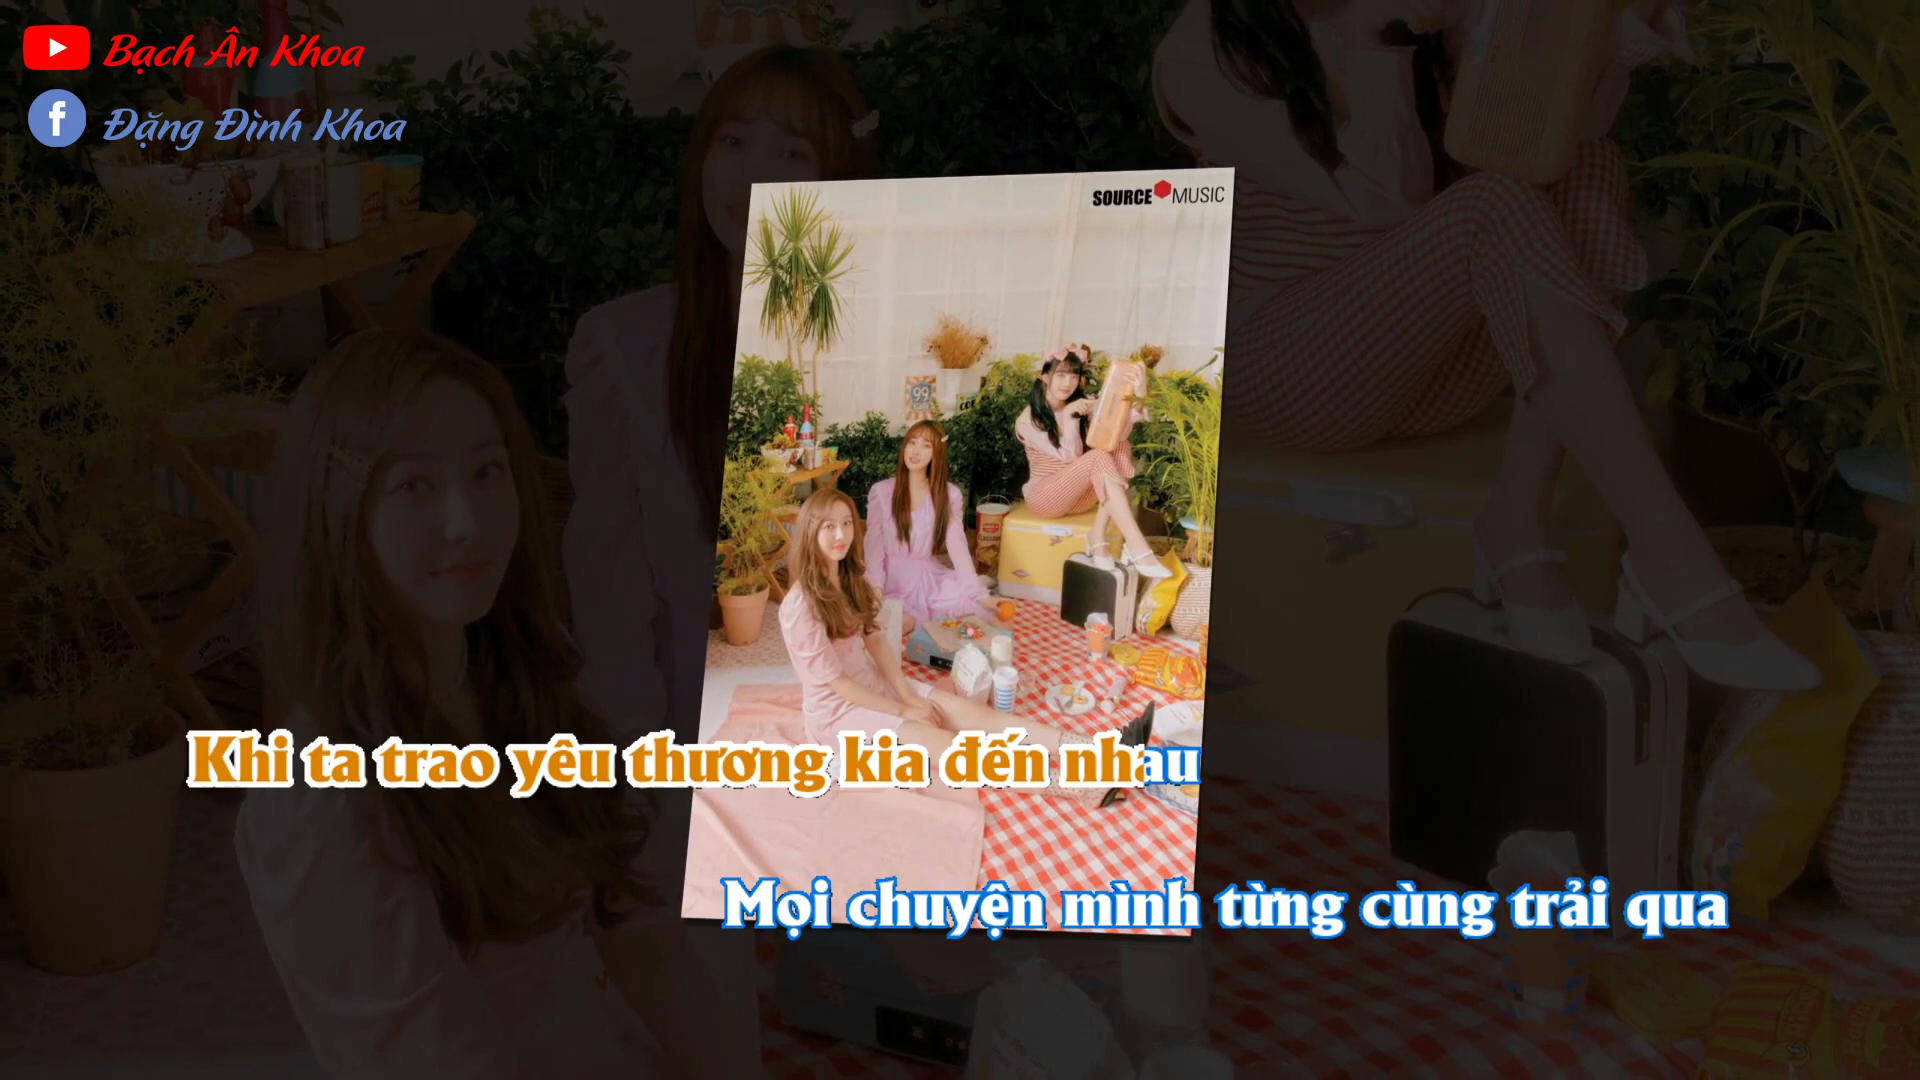 Bạch Ân Khoa
Đặng Đình Khoa
SOURCE MUSIC
99
Khi ta trao yêu thương kia đến nhau
Mọi chuyện mình từng cùng trải qua